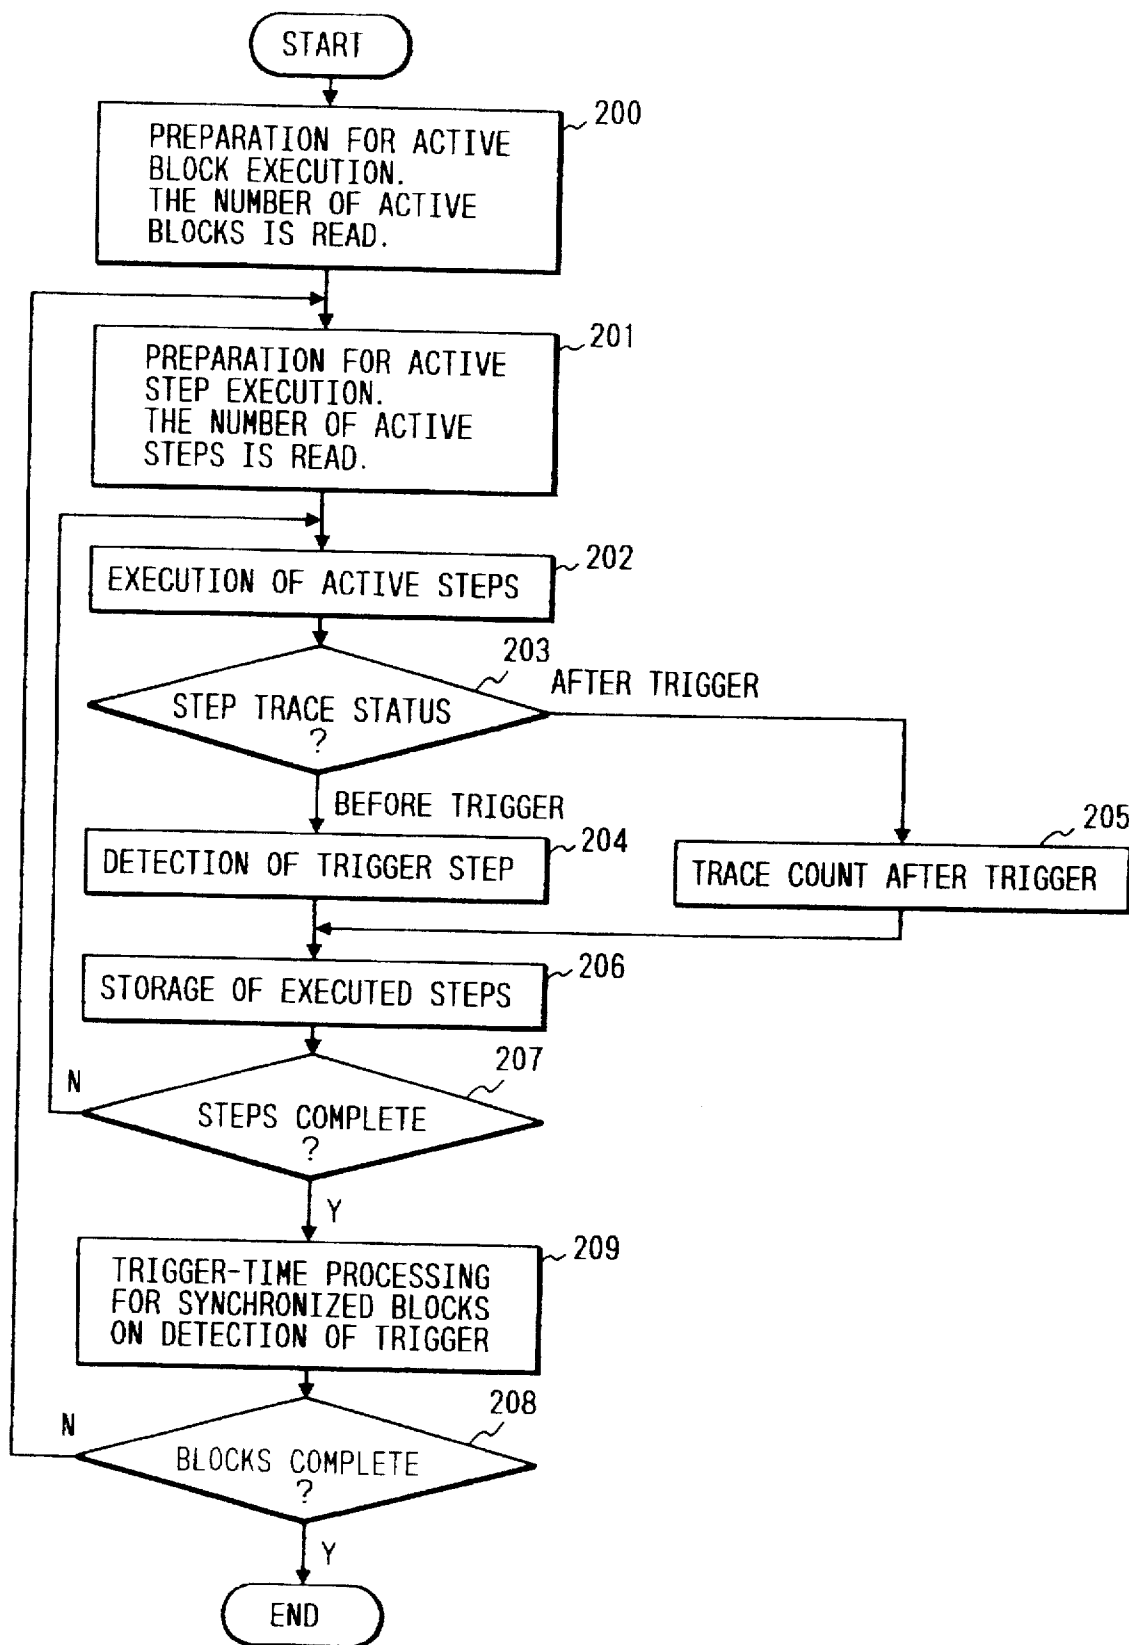 START
200
PREPARATION FOR ACTIVE
BLOCK EXECUTION.
THE NUMBER OF ACTIVE
BLOCKS IS READ.
201
PREPARATION FOR ACTIVE
STEP EXECUTION.
THE NUMBER OF ACTIVE
STEPS IS READ.
202
EXECUTION OF ACTIVE STEPS
203
STEP TRACE STATUS
?
AFTER TRIGGER
BEFORE TRIGGER
204
DETECTION OF TRIGGER STEP
205
TRACE COUNT AFTER TRIGGER
206
STORAGE OF EXECUTED STEPS
207
N
STEPS COMPLETE
?
Y
209
TRIGGER-TIME PROCESSING
FOR SYNCHRONIZED BLOCKS
ON DETECTION OF TRIGGER
208
N
BLOCKS COMPLETE
?
Y
END